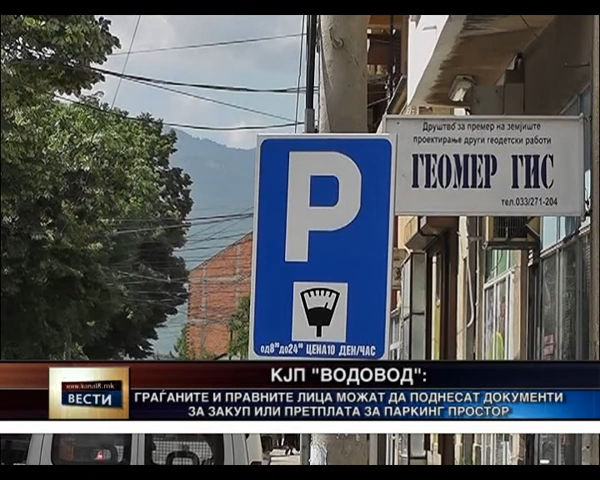 Друштво за премер на земјиште
проектирање други геодетски работи
ГЕОМЕР ГИС
тел.033/271-204
P
од 8⁰⁰ до 24⁰⁰ ЦЕНА 10 ДЕН/ЧАС
www.kanal8.mk
ВЕСТИ
КЈП "ВОДОВОД":
ГРАЃАНИТЕ И ПРАВНИТЕ ЛИЦА МОЖАТ ДА ПОДНЕСАТ ДОКУМЕНТИ
ЗА ЗАКУП ИЛИ ПРЕТПЛАТА ЗА ПАРКИНГ ПРОСТОР